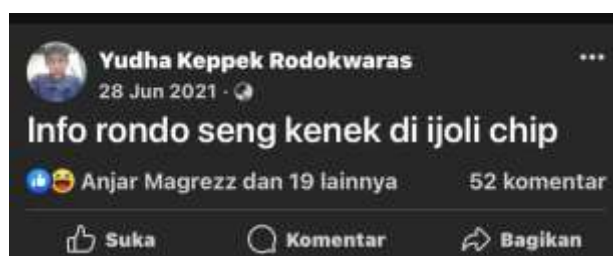 Yudha Keppek Rodokwaras
28 Jun 2021 ·
Info rondo seng kenek di ijoli chip
Anjar Magrezz dan 19 lainnya 52 komentar
Suka Komentar Bagikan